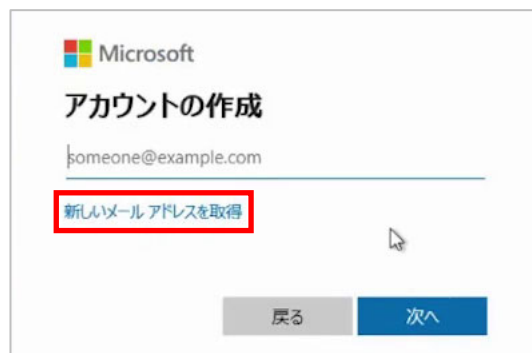 Microsoft
アカウントの作成
someone@example.com
新しいメール アドレスを取得
戻る
次へ